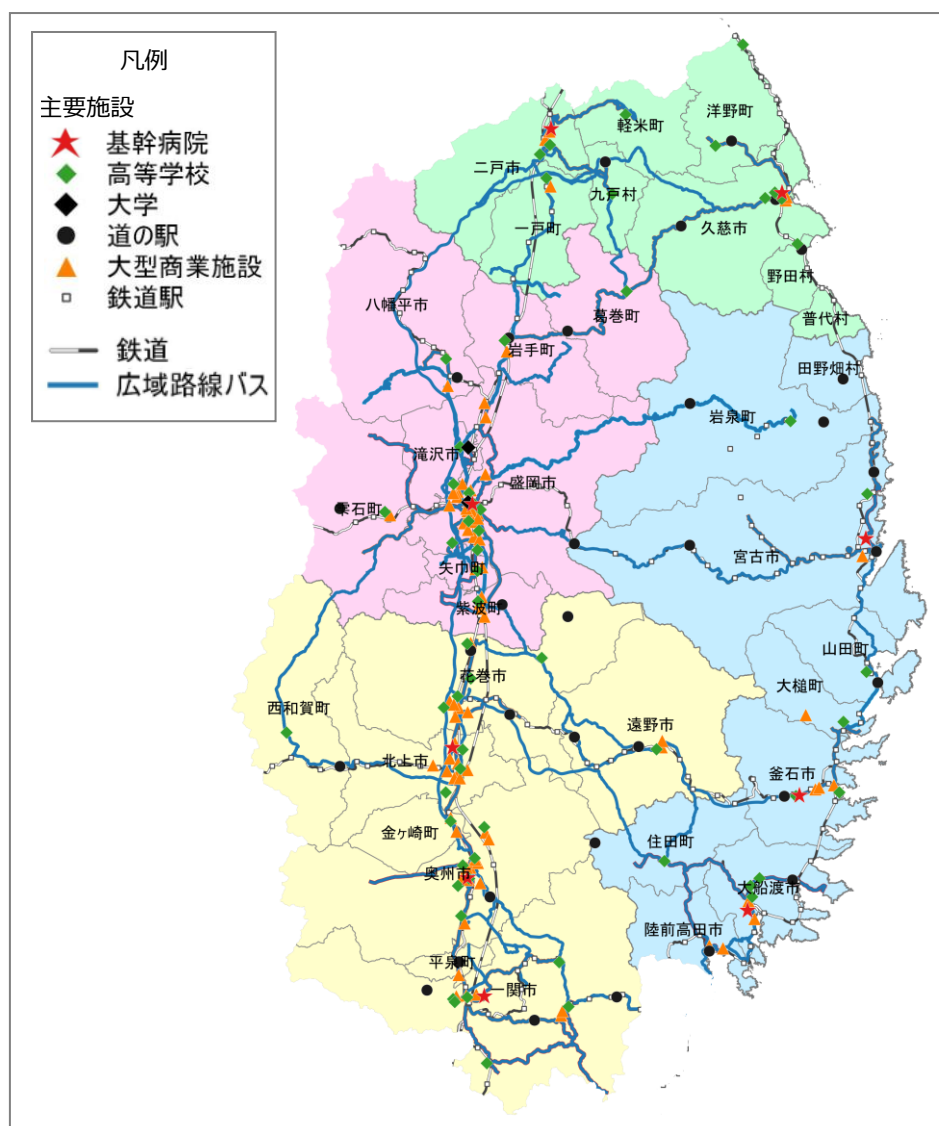 凡例
主要施設
基幹病院
高等学校
大学
道の駅
大型商業施設
鉄道駅
鉄道
広域路線バス
洋野町
軽米町
二戸市
九戸村
一戸町
久慈市
野田村
普代村
八幡平市
葛巻町
岩手町
田野畑村
岩泉町
滝沢市
盛岡市
雫石町
宮古市
矢巾町
紫波町
山田町
花巻市
大槌町
西和賀町
遠野市
北上市
釜石市
金ヶ崎町
住田町
奥州市
大船渡市
陸前高田市
平泉町
一関市